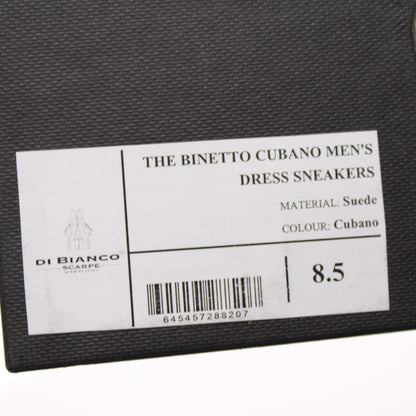 THE BINETTO CUBANO MEN'S
DRESS SNEAKERS
MATERIAL: Suede
COLOUR: Cubano
DI BIANCO
SCARPE
8.5
645457288207